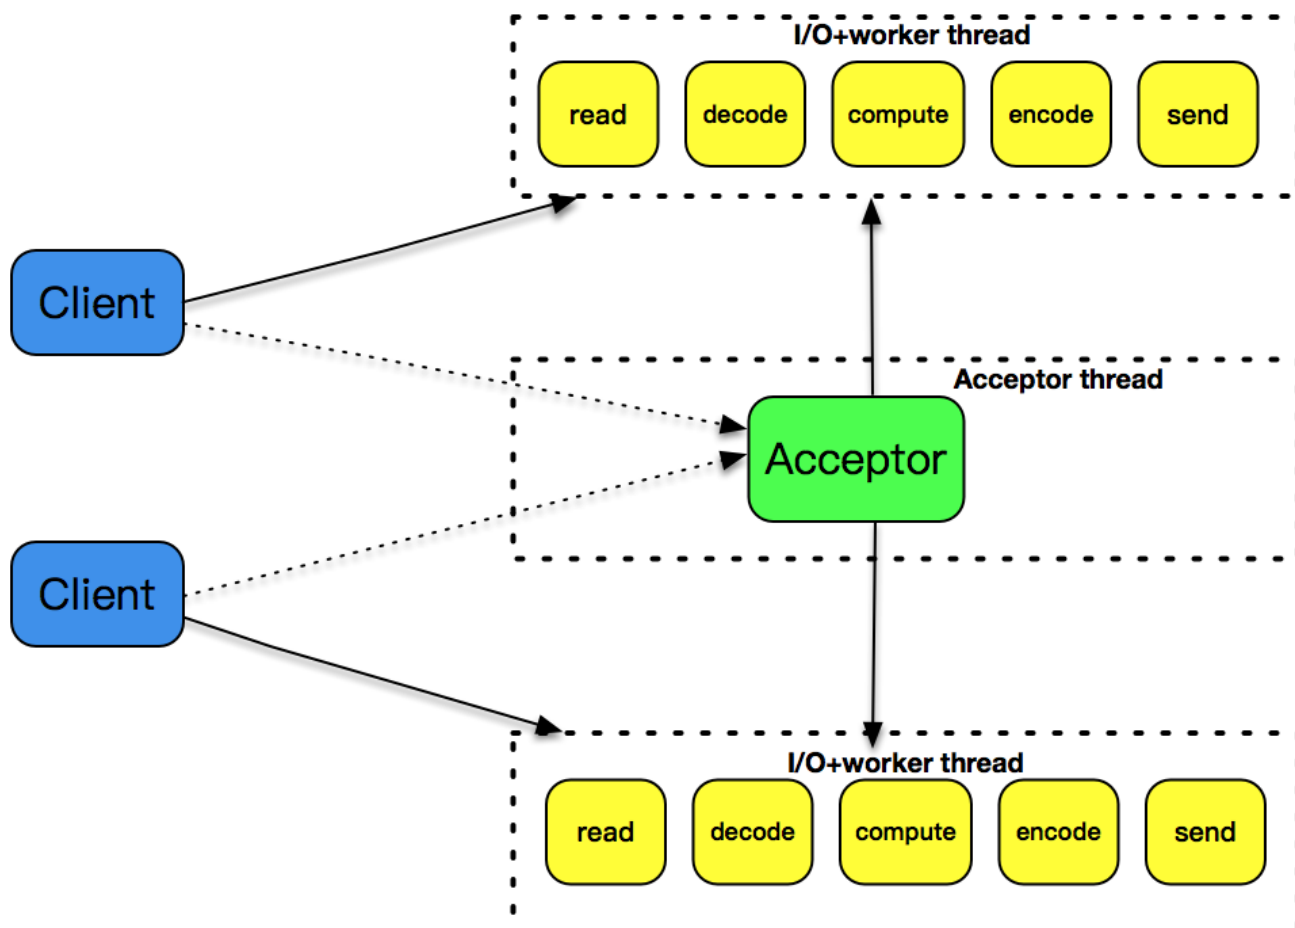 I/O+worker thread
read decode compute encode send
Client
Acceptor thread
Acceptor
Client
I/O+worker thread
read decode compute encode send